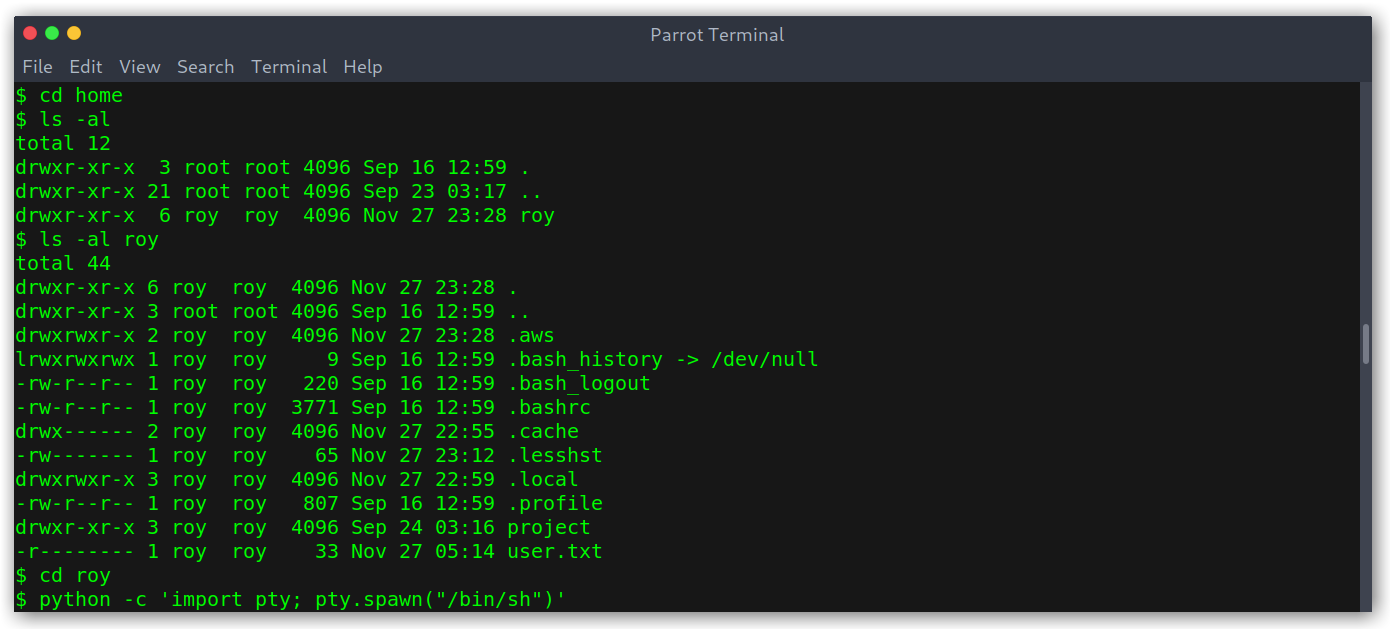 Parrot Terminal
File Edit View Search Terminal Help
$ cd home
$ ls -al
total 12
drwxr-xr-x  3 root root 4096 Sep 16 12:59 .
drwxr-xr-x 21 root root 4096 Sep 23 03:17 ..
drwxr-xr-x  6 roy  roy  4096 Nov 27 23:28 roy
$ ls -al roy
total 44
drwxr-xr-x 6 roy  roy  4096 Nov 27 23:28 .
drwxr-xr-x 3 root root 4096 Sep 16 12:59 ..
drwxrwxr-x 2 roy  roy  4096 Nov 27 23:28 .aws
lrwxrwxrwx 1 roy  roy     9 Sep 16 12:59 .bash_history -> /dev/null
-rw-r--r-- 1 roy  roy   220 Sep 16 12:59 .bash_logout
-rw-r--r-- 1 roy  roy  3771 Sep 16 12:59 .bashrc
drwx------ 2 roy  roy  4096 Nov 27 22:55 .cache
-rw------- 1 roy  roy    65 Nov 27 23:12 .lesshst
drwxrwxr-x 3 roy  roy  4096 Nov 27 22:59 .local
-rw-r--r-- 1 roy  roy   807 Sep 16 12:59 .profile
drwxr-xr-x 3 roy  roy  4096 Sep 24 03:16 project
-r-------- 1 roy  roy    33 Nov 27 05:14 user.txt
$ cd roy
$ python -c 'import pty; pty.spawn("/bin/sh")'